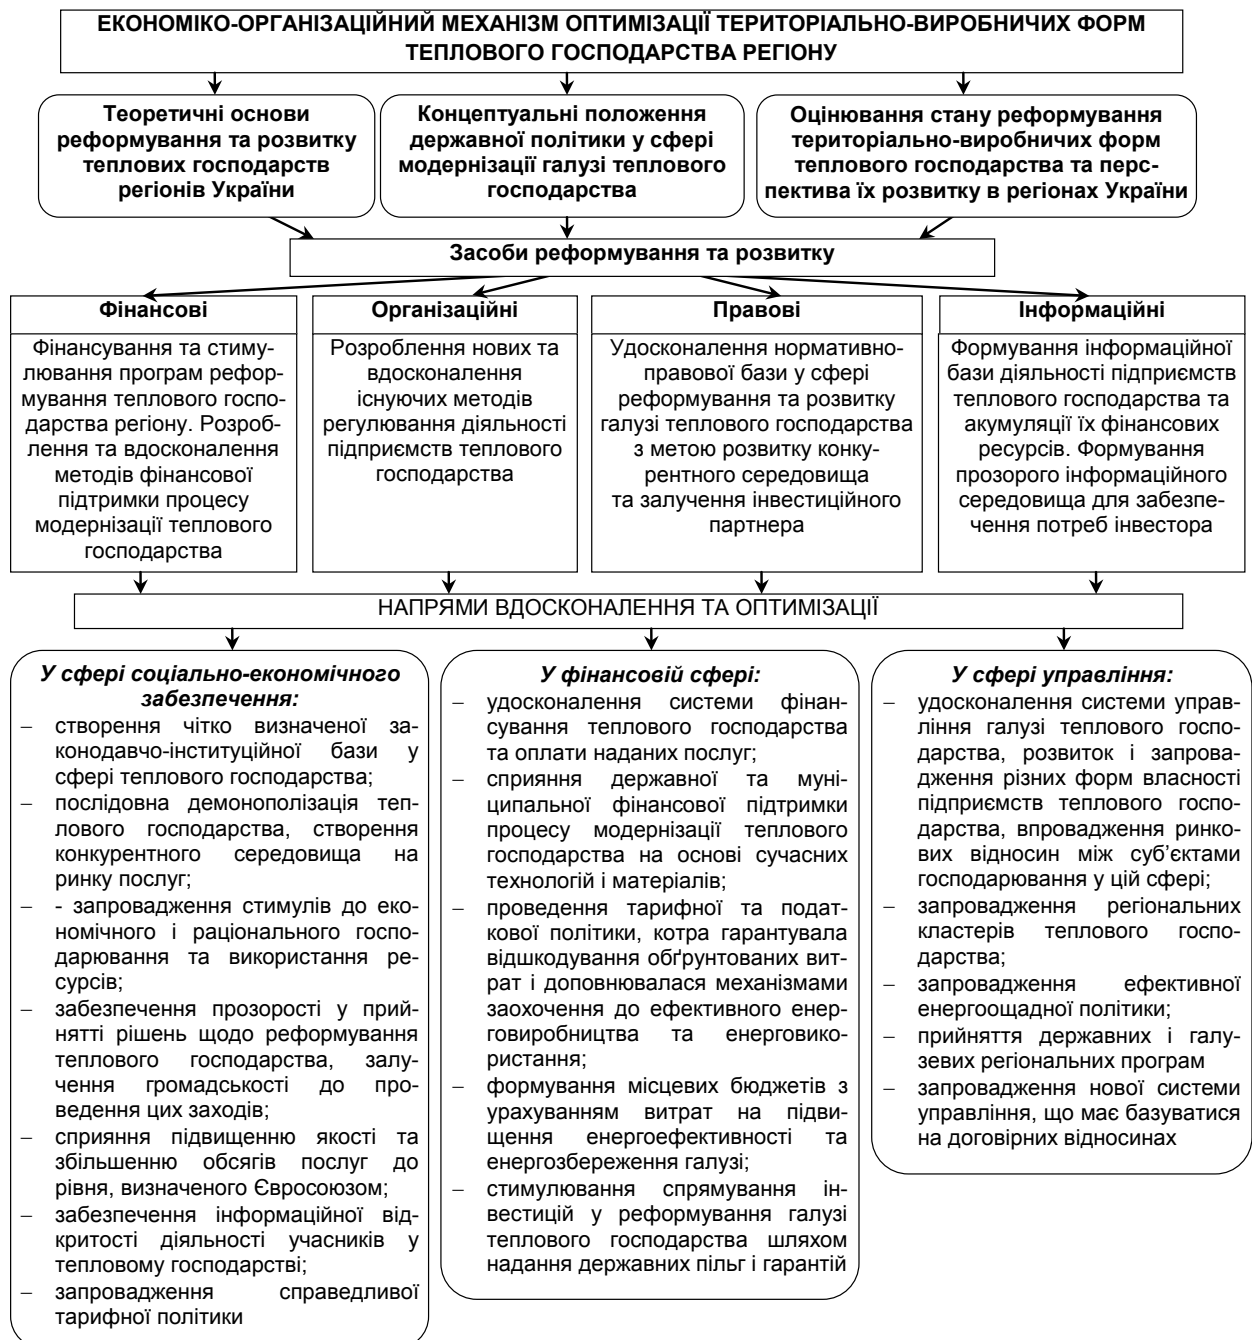 ЕКОНОМІКО-ОРГАНІЗАЦІЙНИЙ МЕХАНІЗМ ОПТИМІЗАЦІЇ ТЕРИТОРІАЛЬНО-ВИРОБНИЧИХ ФОРМ
ТЕПЛОВОГО ГОСПОДАРСТВА РЕГІОНУ
Теоретичні основи
реформування та розвитку
теплових господарств
регіонів України
Концептуальні положення
державної політики у сфері
модернізації галузі теплового
господарства
Оцінювання стану реформування
територіально-виробничих форм
теплового господарства та перс-
пектива їх розвитку в регіонах України
Засоби реформування та розвитку
Фінансові
Фінансування та стиму-
лювання програм рефор-
мування теплового гос-
дарства регіону. Розроб-
лення та вдосконалення
методів фінансової
підтримки процесу
модернізації теплового
господарства
Організаційні
Розроблення нових та
вдосконалення
існуючих методів
регулювання діяльності
підприємств теплового
господарства
Правові
Удосконалення нормативно-
правової бази у сфері
реформування та розвитку
галузі теплового господарства
з метою розвитку конку-
рентного середовища
та залучення інвестиційного
партнера
Інформаційні
Формування інформаційної
бази діяльності підприємств
теплового господарства та
акумуляції їх фінансових
ресурсів. Формування
прозорого інформаційного
середовища для забезпе-
чення потреб інвестора
НАПРЯМИ ВДОСКОНАЛЕННЯ ТА ОПТИМІЗАЦІЇ
У сфері соціально-економічного
забезпечення:
– створення чітко визначеної за-
конодавчо-інституційної бази у
сфері теплового господарства;
– послідовна демонополізація теп-
лового господарства, створення
конкурентного середовища на
ринку послуг;
– - запровадження стимулів до еко-
номічного і раціонального госпо-
дарювання та використання ре-
сурсів;
– забезпечення прозорості у прий-
нятті рішень щодо реформування
теплового господарства, залу-
чення громадськості до про-
ведення цих заходів;
– сприяння підвищенню якості та
збільшенню обсягів послуг до
рівня, визначеного Євросоюзом;
– забезпечення інформаційної від-
критості діяльності учасників у
тепловому господарстві;
– запровадження справедливої
тарифної політики
У фінансовій сфері:
– удосконалення системи фінан-
сування теплового господарства
та оплати наданих послуг;
– сприяння державної та муні-
ципальної фінансової підтримки
процесу модернізації теплового
господарства на основі сучасних
технологій і матеріалів;
– проведення тарифної та подат-
кової політики, котра гарантувала
відшкодування обґрунтованих вит-
рат і доповнювалася механізмами
заохочення до ефективного енер-
говиробництва та енерговико-
ристання;
– формування місцевих бюджетів з
урахуванням витрат на підви-
щення енергоефективності та
енергозбереження галузі;
– стимулювання спрямування ін-
вестицій у реформування галузі
теплового господарства шляхом
надання державних пільг і гарантій
У сфері управління:
– удосконалення системи управ-
ління галузі теплового госпо-
дарства, розвиток і запровад-
ження різних форм власності
підприємств теплового госпо-
дарства, впровадження ринко-
вих відносин між суб’єктами
господарювання у цій сфері;
– запровадження регіональних
кластерів теплового госпо-
дарства;
– запровадження ефективної
енергоощадної політики;
– прийняття державних і галу-
зевих регіональних програм
– запровадження нової системи
управління, що має базуватися
на договірних відносинах